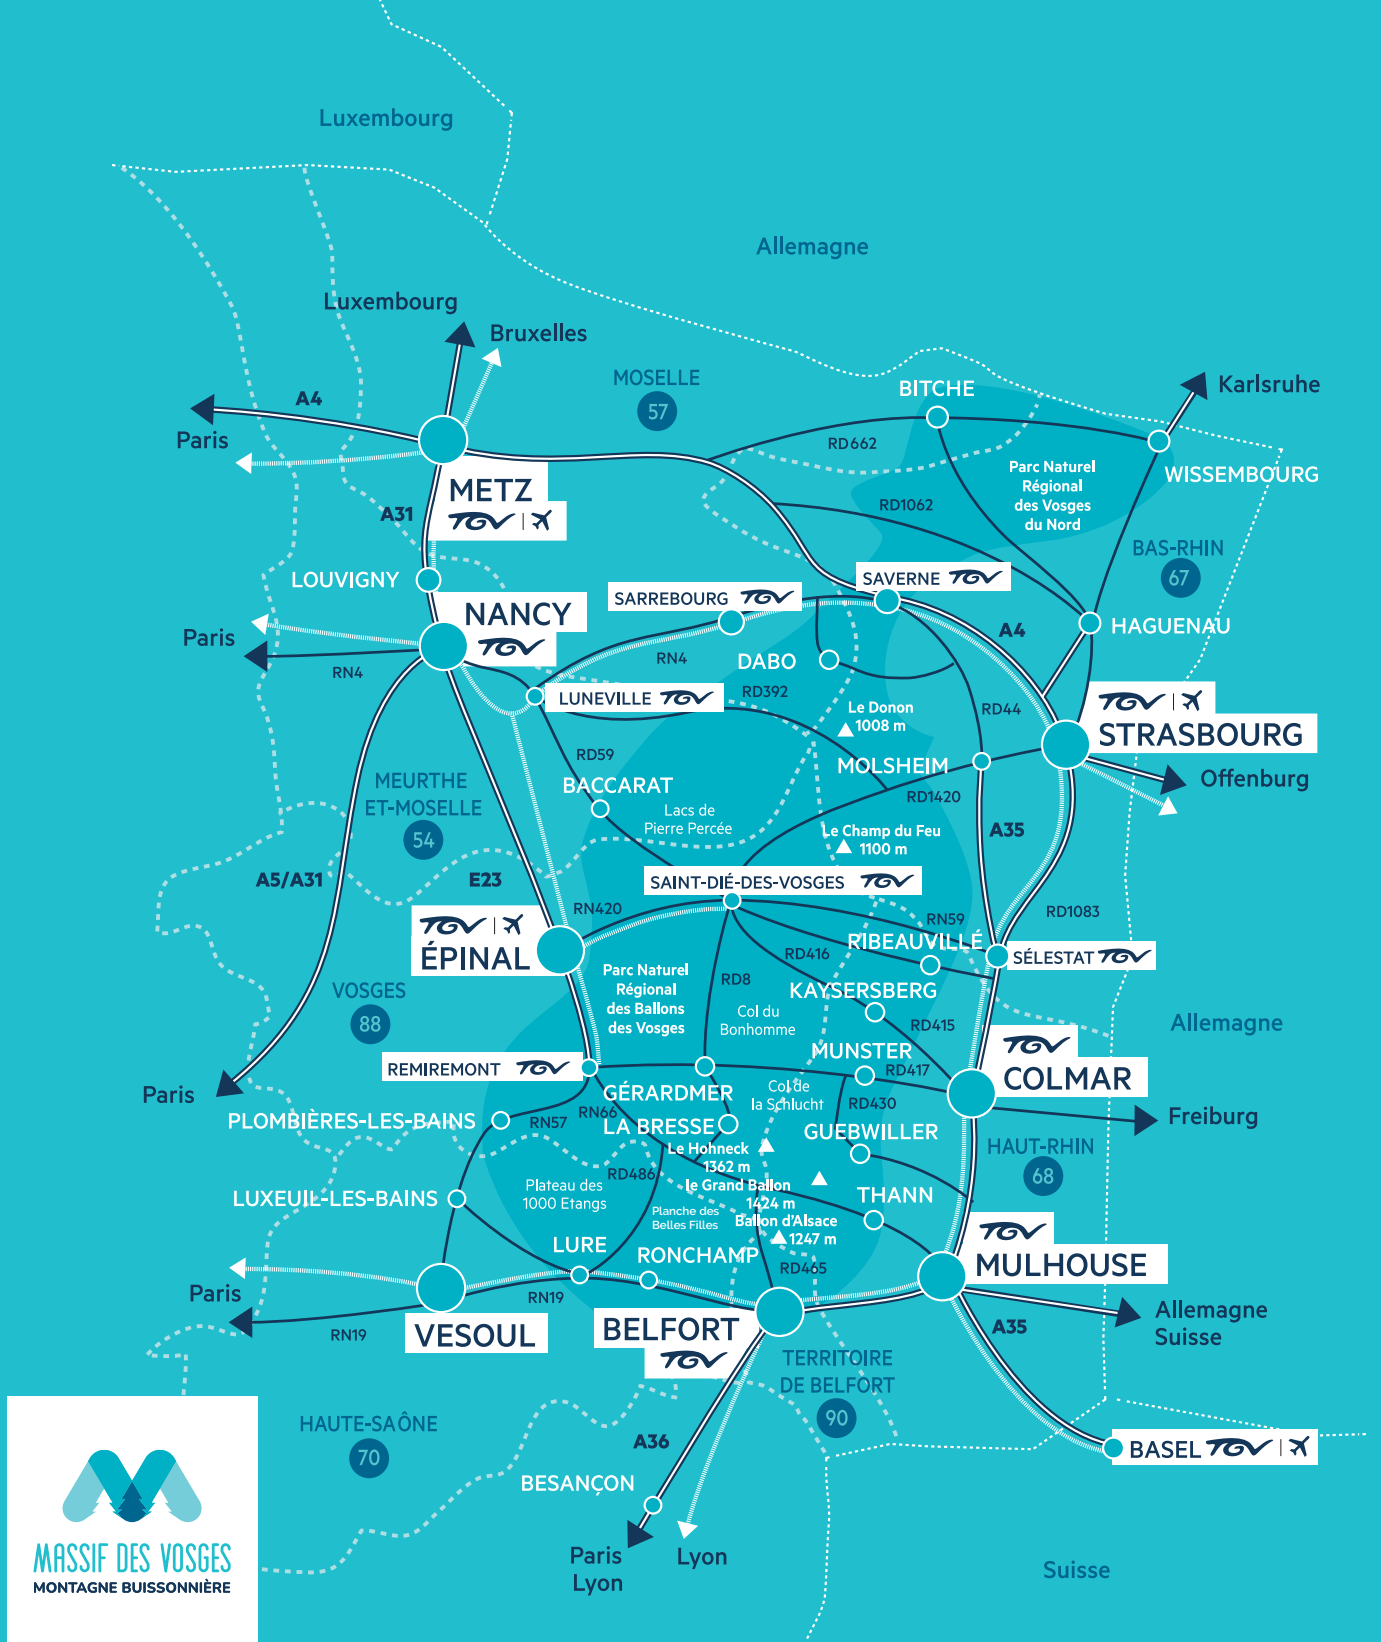 Luxembourg
Allemagne
Luxembourg
Bruxelles
MOSELLE
57
BITCHE
Karlsruhe
A4
Paris
RD662
WISSEMBOURG
Parc Naturel
Régional
des Vosges
du Nord
METZ
TGV
A31
RD1062
BAS-RHIN
67
LOUVIGNY
SAVERNE TGV
SARREBOURG TGV
NANCY
TGV
Paris
RN4
A4
HAGUENAU
RN4
DABO
LUNEVILLE TGV
RD392
Le Donon
1008 m
RD44
TGV
STRASBOURG
RD59
MOLSHEIM
Offenburg
MEURTHE
ET-MOSELLE
54
BACCARAT
RD1420
Lacs de
Pierre Percée
Le Champ du Feu
1100 m
A35
A5/A31
E23
SAINT-DIÉ-DES-VOSGES TGV
RN420
RN59
RD1083
TGV
ÉPINAL
RIBEAUVILLÉ
RD416
SÉLESTAT TGV
Parc Naturel
Régional
des Ballons
des Vosges
RD8
KAYSERSBERG
VOSGES
88
Col du
Bonhomme
RD415
Allemagne
TGV
COLMAR
MUNSTER
REMIREMONT TGV
RD417
Paris
GÉRARDMER
Col de
la Schlucht
RD430
Freiburg
PLOMBIÈRES-LES-BAINS
RN57
RN66
LA BRESSE
GUEBWILLER
HAUT-RHIN
68
Le Hohneck
1362 m
RD486
le Grand Ballon
1424 m
Plateau des
1000 Etangs
THANN
LUXEUIL-LES-BAINS
Planche des
Belles Filles
Ballon d'Alsace
1247 m
TGV
MULHOUSE
LURE
RONCHAMP
RD465
Paris
RN19
RN19
VESOUL
BELFORT
TGV
Allemagne
Suisse
A35
TERRITOIRE
DE BELFORT
90
HAUTE-SAÔNE
70
A36
BASEL TGV
BESANÇON
Paris
Lyon
Lyon
Suisse
MASSIF DES VOSGES
MONTAGNE BUISSONNIÈRE